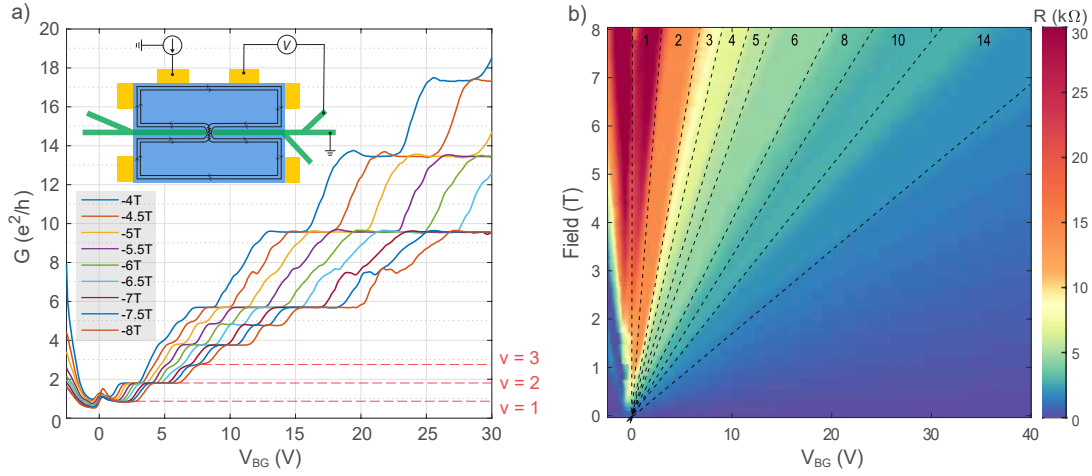 a)
20
18
16
14
12
10
8
6
4
2
0
G (e²/h)
V
-4T
-4.5T
-5T
-5.5T
-6T
-6.5T
-7T
-7.5T
-8T
ν = 3
ν = 2
ν = 1
0 5 10 15 20 25 30
V_BG (V)
b)
R (kΩ)
1 2 3 4 5 6 8 10 14
8
7
6
5
4
3
2
1
0
Field (T)
0 10 20 30 40
V_BG (V)
30
25
20
15
10
5
0